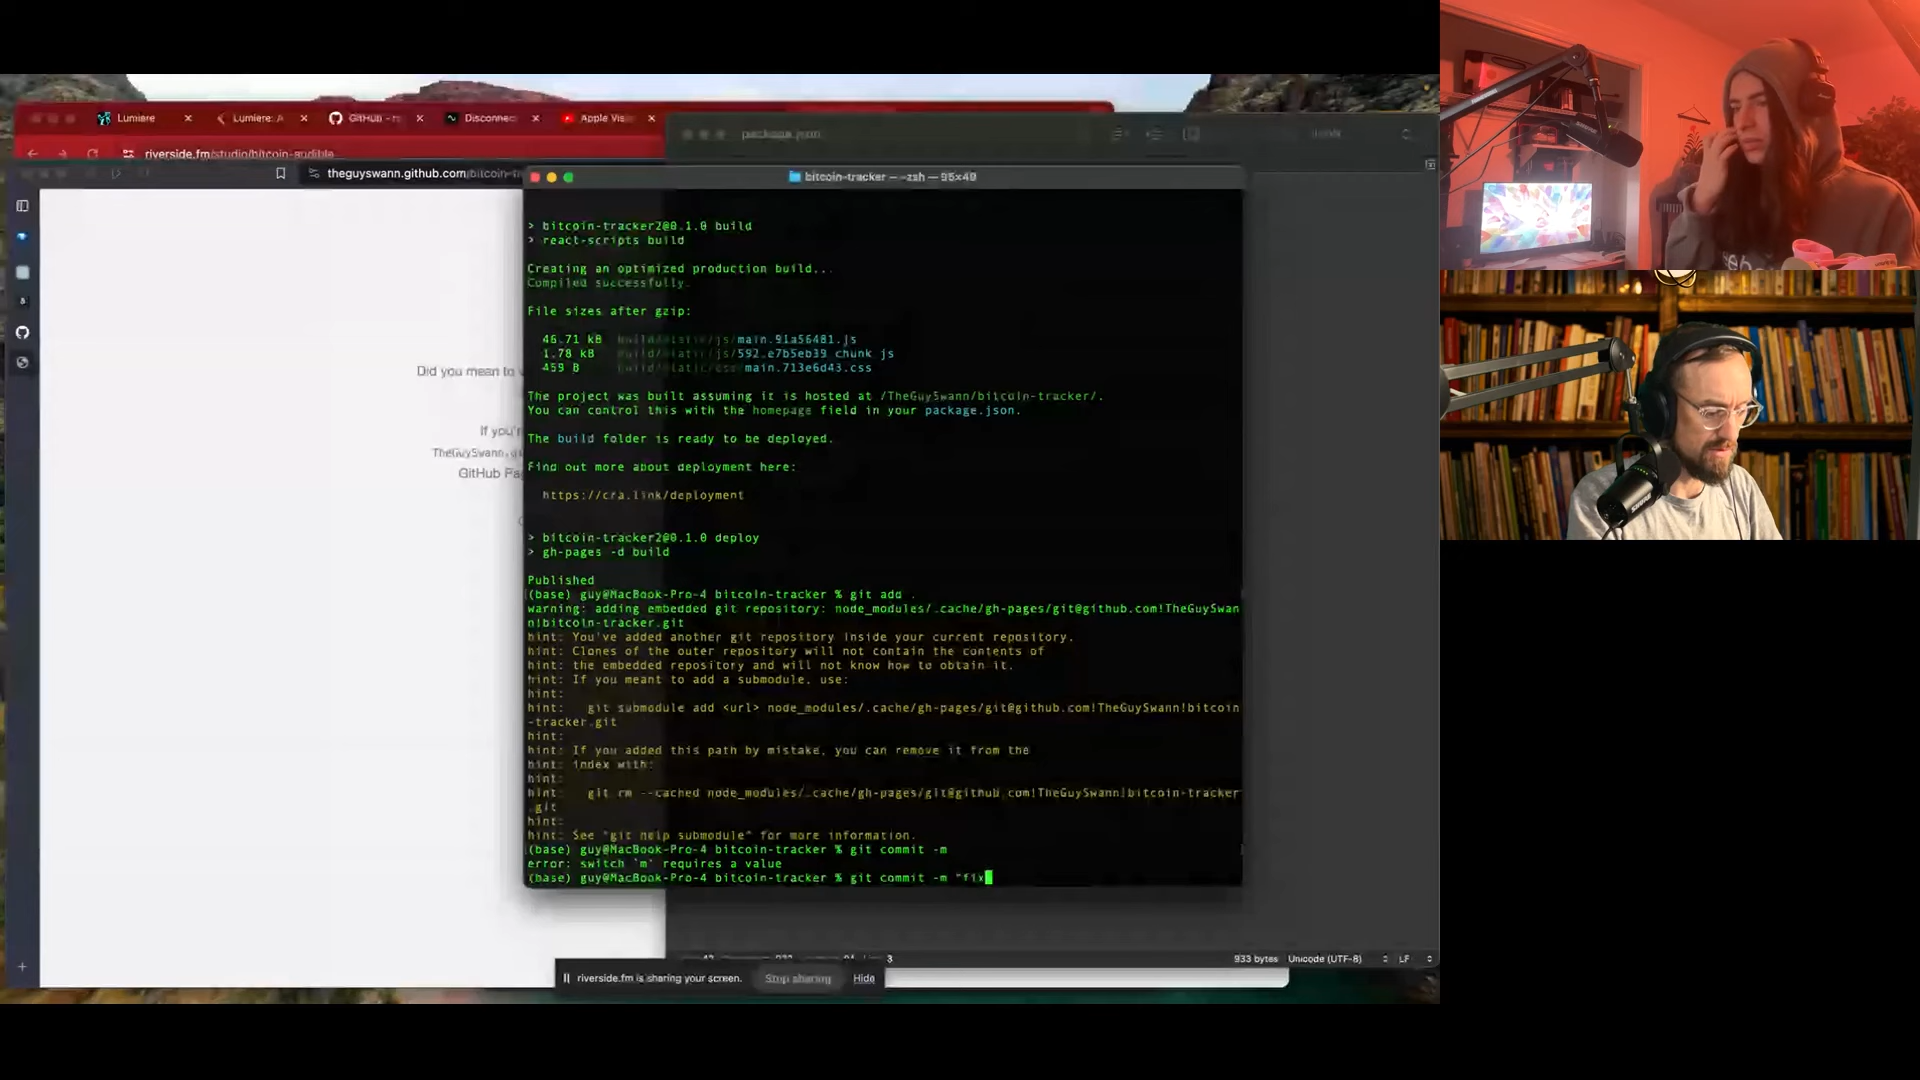 Lumiere
Lumiere: A
GitHub - r
Disconnec
Apple Visi
riverside.fm/studio/bitcoin-audible
package.json
theguyswann.github.com/bitcoin-t
bitcoin-tracker — -zsh — 95×49
> bitcoin-tracker2@0.1.0 build
> react-scripts build
Creating an optimized production build...
Compiled successfully.
File sizes after gzip:
46.71 kB build/static/js/main.91a56481.js
1.78 kB build/static/js/592.e7b5eb39.chunk.js
459 B build/static/css/main.713e6d43.css
Did you mean to v
The project was built assuming it is hosted at /TheGuySwann/bitcoin-tracker/.
You can control this with the homepage field in your package.json.
If you'r
The build folder is ready to be deployed.
TheGuySwann.g
GitHub Pag
Find out more about deployment here:
https://cra.link/deployment
> bitcoin-tracker2@0.1.0 deploy
> gh-pages -d build
Published
(base) guy@MacBook-Pro-4 bitcoin-tracker % git add .
warning: adding embedded git repository: node_modules/.cache/gh-pages/git@github.com!TheGuySwan
n!bitcoin-tracker.git
hint: You've added another git repository inside your current repository.
hint: Clones of the outer repository will not contain the contents of
hint: the embedded repository and will not know how to obtain it.
hint: If you meant to add a submodule, use:
hint:
hint:   git submodule add <url> node_modules/.cache/gh-pages/git@github.com!TheGuySwann!bitcoin
-tracker.git
hint:
hint: If you added this path by mistake, you can remove it from the
hint: index with:
hint:
hint:   git rm --cached node_modules/.cache/gh-pages/git@github.com!TheGuySwann!bitcoin-tracker
.git
hint:
hint: See "git help submodule" for more information.
(base) guy@MacBook-Pro-4 bitcoin-tracker % git commit -m
error: switch `m' requires a value
(base) guy@MacBook-Pro-4 bitcoin-tracker % git commit -m "fix
933 bytes
Unicode (UTF-8)
LF
riverside.fm is sharing your screen.
Stop sharing
Hide